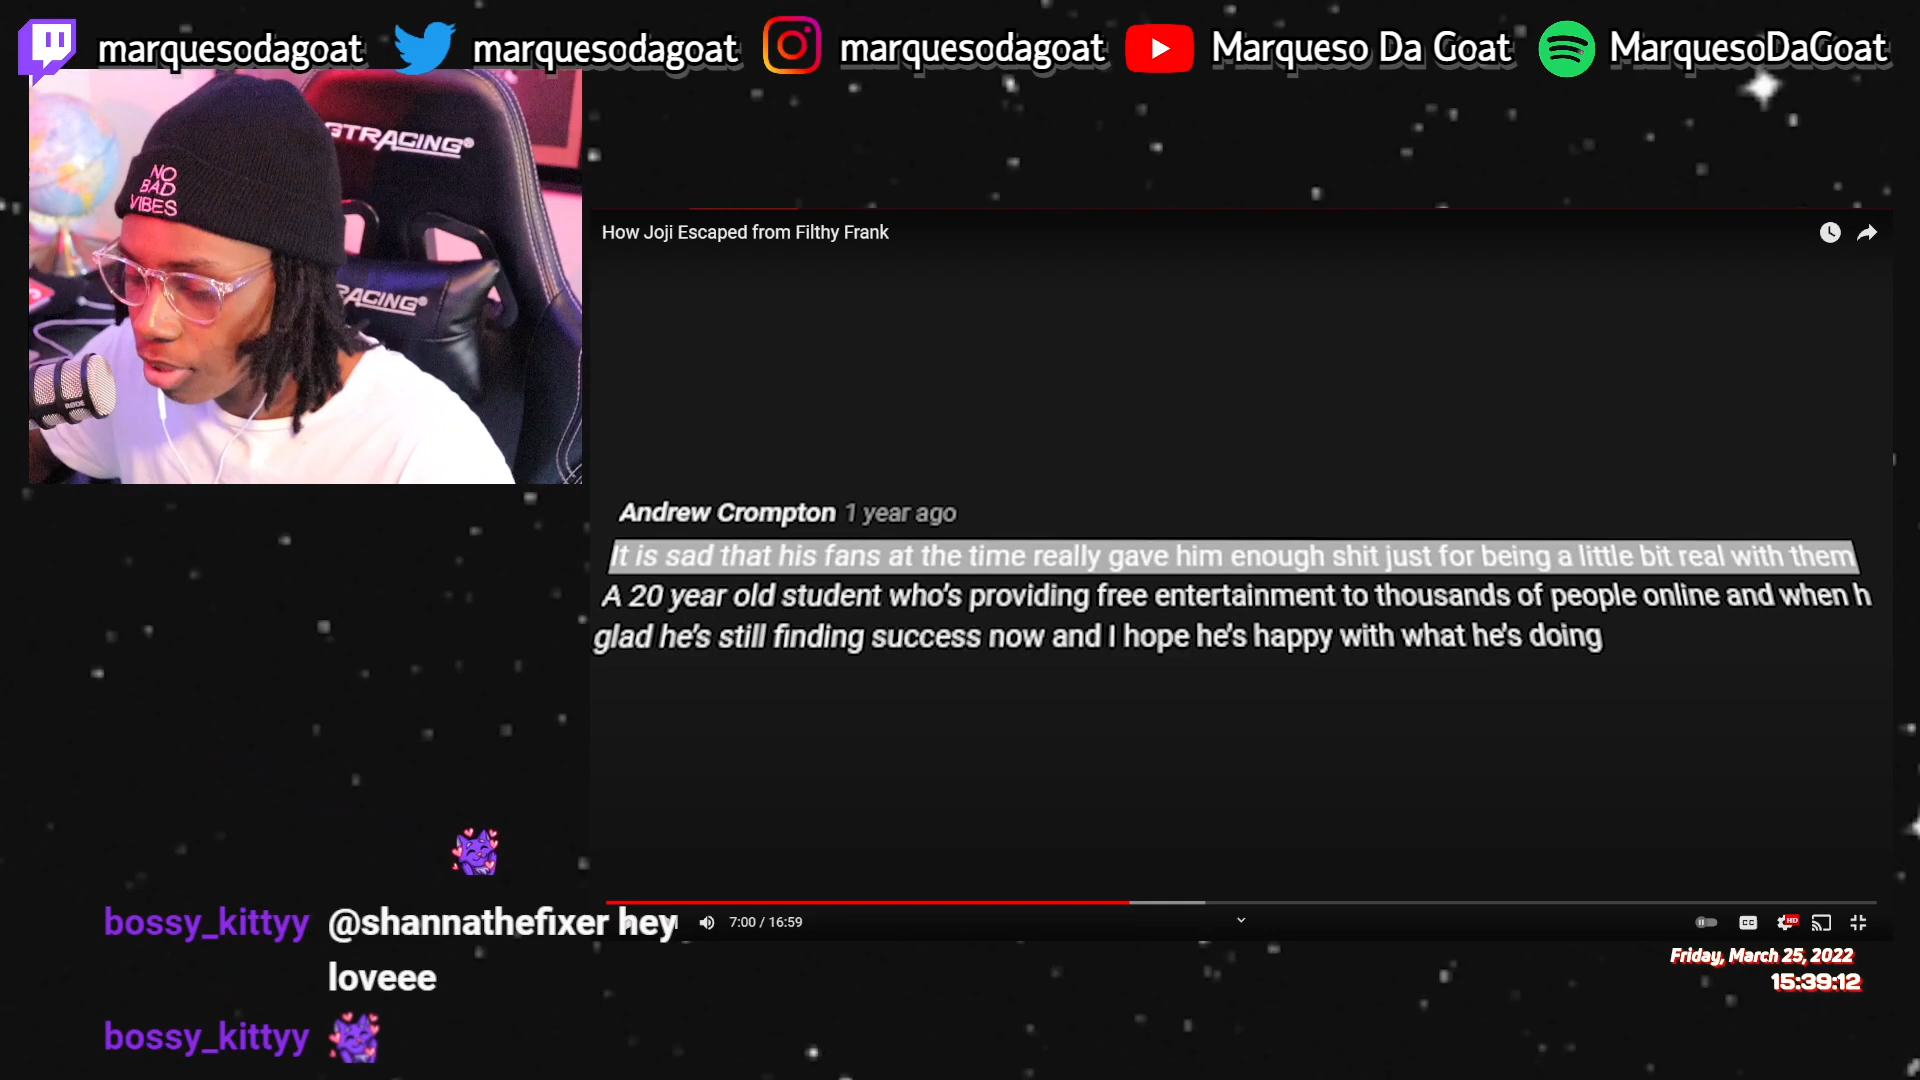 marquesodagoat marquesodagoat marquesodagoat Marqueso Da Goat MarquesoDaGoat
GTRACING®
NO
BAD
VIBES
RACING®
RØDE
How Joji Escaped from Filthy Frank
Andrew Crompton 1 year ago
It is sad that his fans at the time really gave him enough shit just for being a little bit real with them
A 20 year old student who's providing free entertainment to thousands of people online and when h
glad he's still finding success now and I hope he's happy with what he's doing
bossy_kittyy @shannathefixer hey
loveee
bossy_kittyy
7:00 / 16:59
CC HD
Friday, March 25, 2022
15:39:12